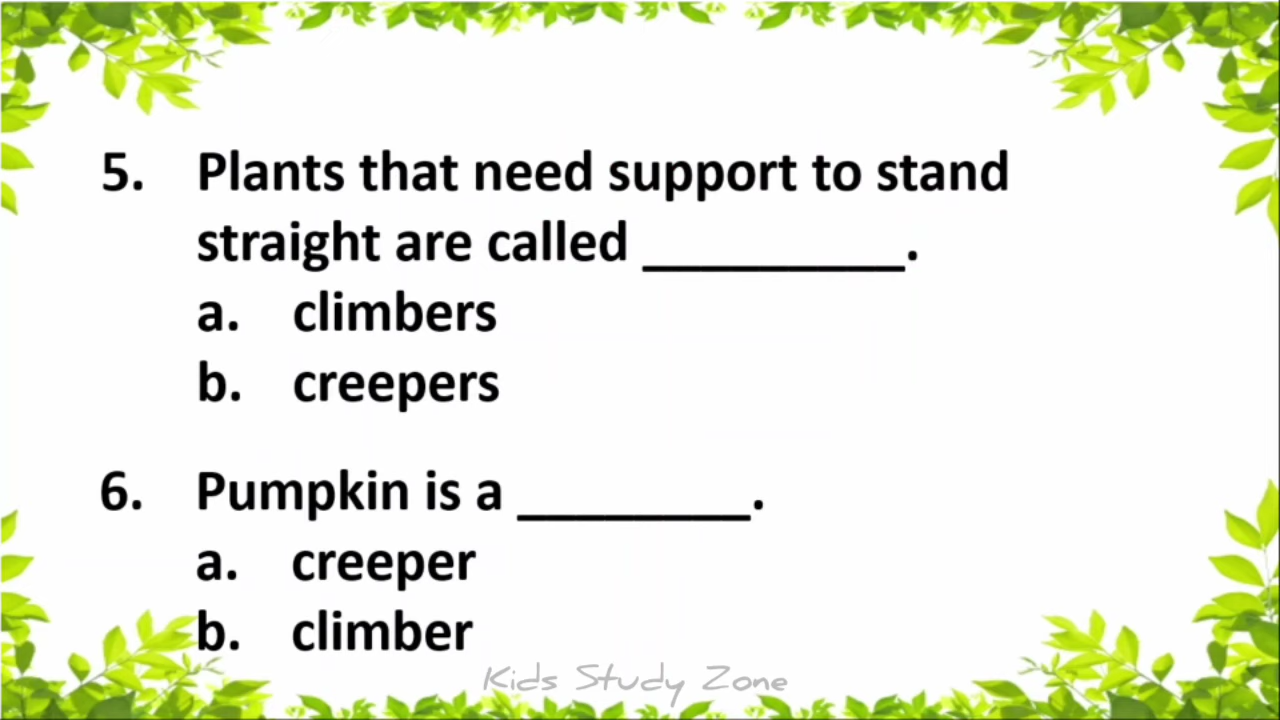 5. Plants that need support to stand
straight are called _________.
a. climbers
b. creepers
6. Pumpkin is a ________.
a. creeper
b. climber
Kids Study Zone